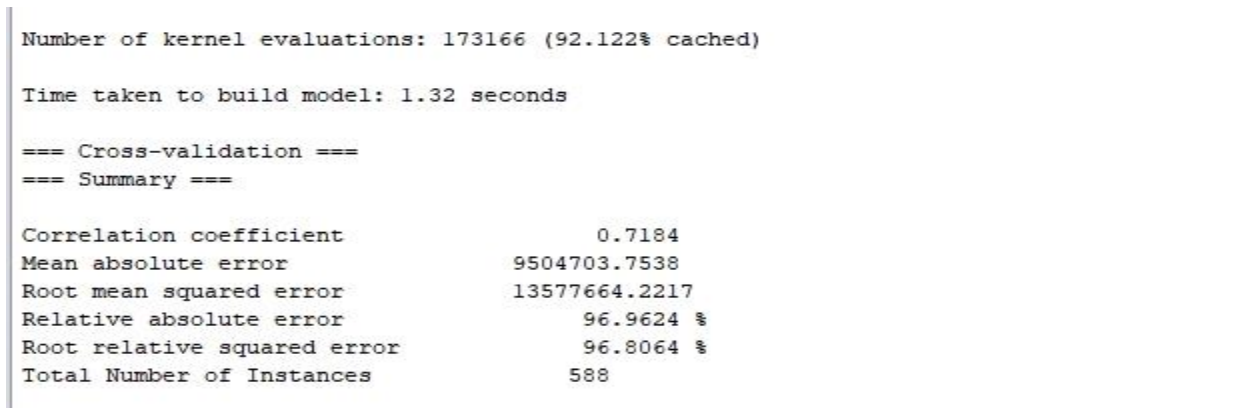 Number of kernel evaluations: 173166 (92.122% cached)
Time taken to build model: 1.32 seconds
=== Cross-validation ===
=== Summary ===
Correlation coefficient 0.7184
Mean absolute error 9504703.7538
Root mean squared error 13577664.2217
Relative absolute error 96.9624 %
Root relative squared error 96.8064 %
Total Number of Instances 588